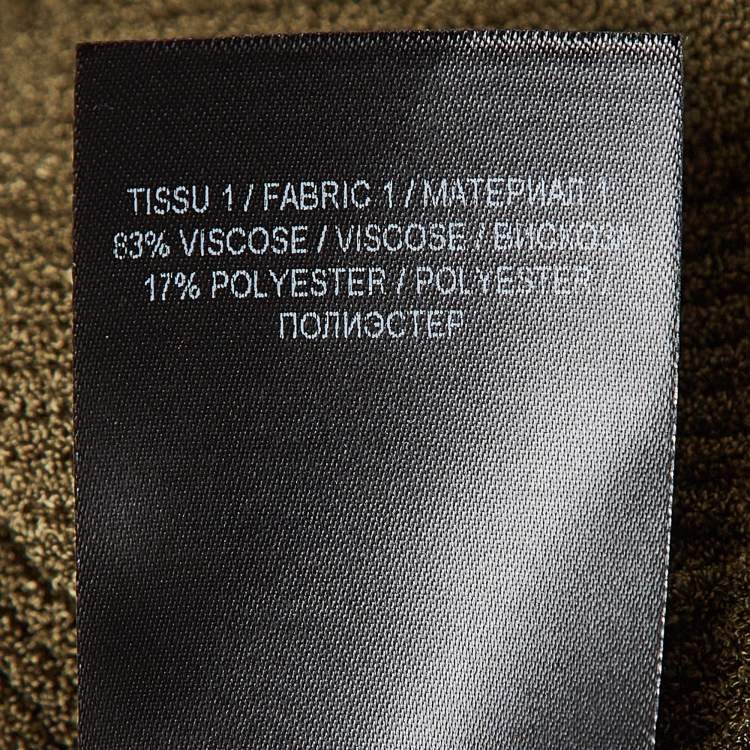 TISSU 1 / FABRIC 1 / МАТЕРИАЛ 1
83% VISCOSE / VISCOSE / ВИСКОЗА
17% POLYESTER / POLYESTER /
ПОЛИЭСТЕР